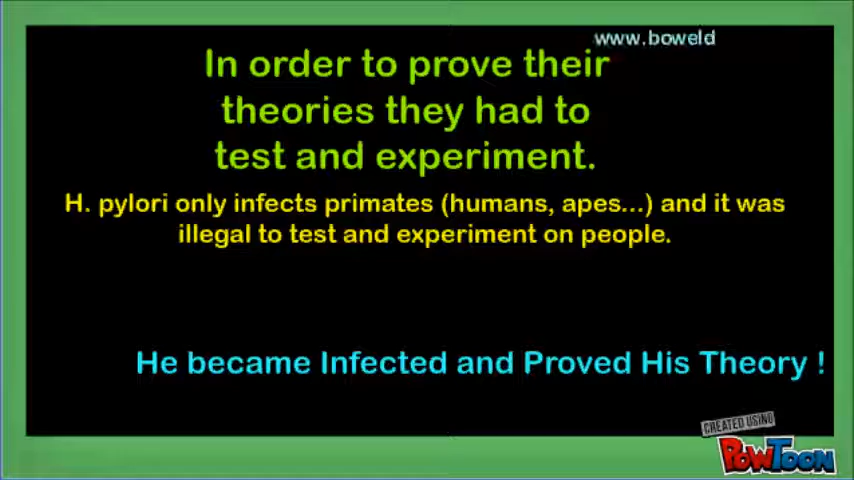 www.boweld
In order to prove their
theories they had to
test and experiment.
H. pylori only infects primates (humans, apes...) and it was
illegal to test and experiment on people.
He became Infected and Proved His Theory !
CREATED USING
POWTOON